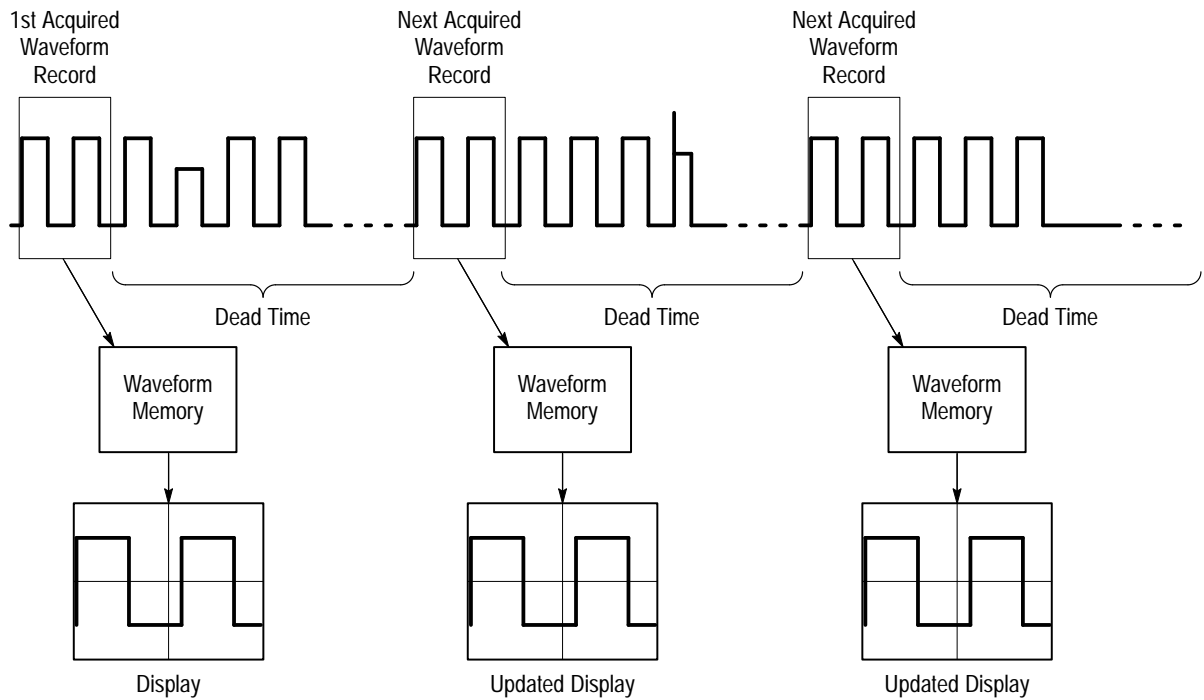 1st Acquired
Waveform
Record
Next Acquired
Waveform
Record
Next Acquired
Waveform
Record
Dead Time
Dead Time
Dead Time
Waveform
Memory
Waveform
Memory
Waveform
Memory
Display
Updated Display
Updated Display